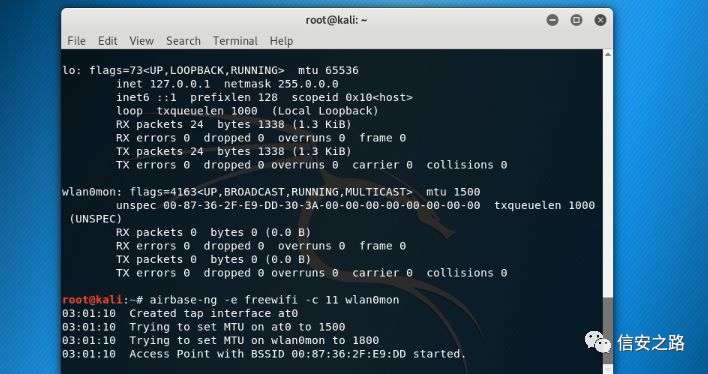 root@kali: ~
File Edit View Search Terminal Help
lo: flags=73<UP,LOOPBACK,RUNNING>  mtu 65536
        inet 127.0.0.1  netmask 255.0.0.0
        inet6 ::1  prefixlen 128  scopeid 0x10<host>
        loop  txqueuelen 1000  (Local Loopback)
        RX packets 24  bytes 1338 (1.3 KiB)
        RX errors 0  dropped 0  overruns 0  frame 0
        TX packets 24  bytes 1338 (1.3 KiB)
        TX errors 0  dropped 0 overruns 0  carrier 0  collisions 0
wlan0mon: flags=4163<UP,BROADCAST,RUNNING,MULTICAST>  mtu 1500
        unspec 00-87-36-2F-E9-DD-30-3A-00-00-00-00-00-00-00-00  txqueuelen 1000
 (UNSPEC)
        RX packets 0  bytes 0 (0.0 B)
        RX errors 0  dropped 0  overruns 0  frame 0
        TX packets 0  bytes 0 (0.0 B)
        TX errors 0  dropped 0 overruns 0  carrier 0  collisions 0
root@kali:~# airbase-ng -e freewifi -c 11 wlan0mon
03:01:10  Created tap interface at0
03:01:10  Trying to set MTU on at0 to 1500
03:01:10  Trying to set MTU on wlan0mon to 1800
03:01:10  Access Point with BSSID 00:87:36:2F:E9:DD started.
信安之路